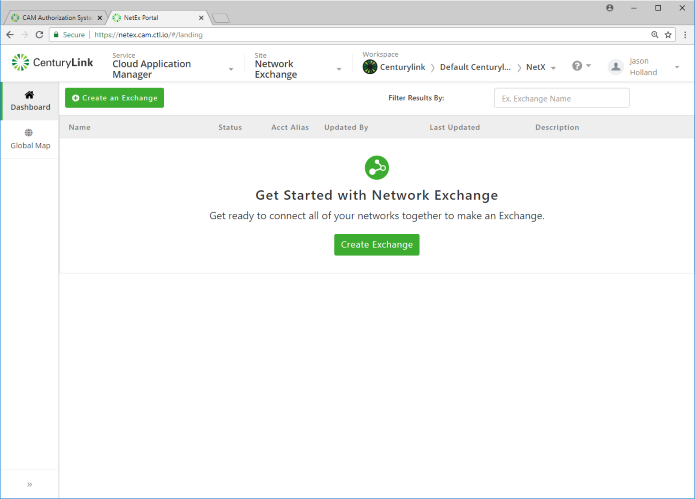 CAM Authorization System
NetEx Portal
Secure
https://netex.cam.ctl.io/#/landing
CenturyLink
Service
Cloud Application
Manager
Site
Network
Exchange
Workspace
Centurylink
Default Centuryl...
NetX
?
Jason
Holland
Dashboard
Global Map
Create an Exchange
Filter Results By:
Ex. Exchange Name
Name
Status
Acct Alias
Updated By
Last Updated
Description
Get Started with Network Exchange
Get ready to connect all of your networks together to make an Exchange.
Create Exchange
»